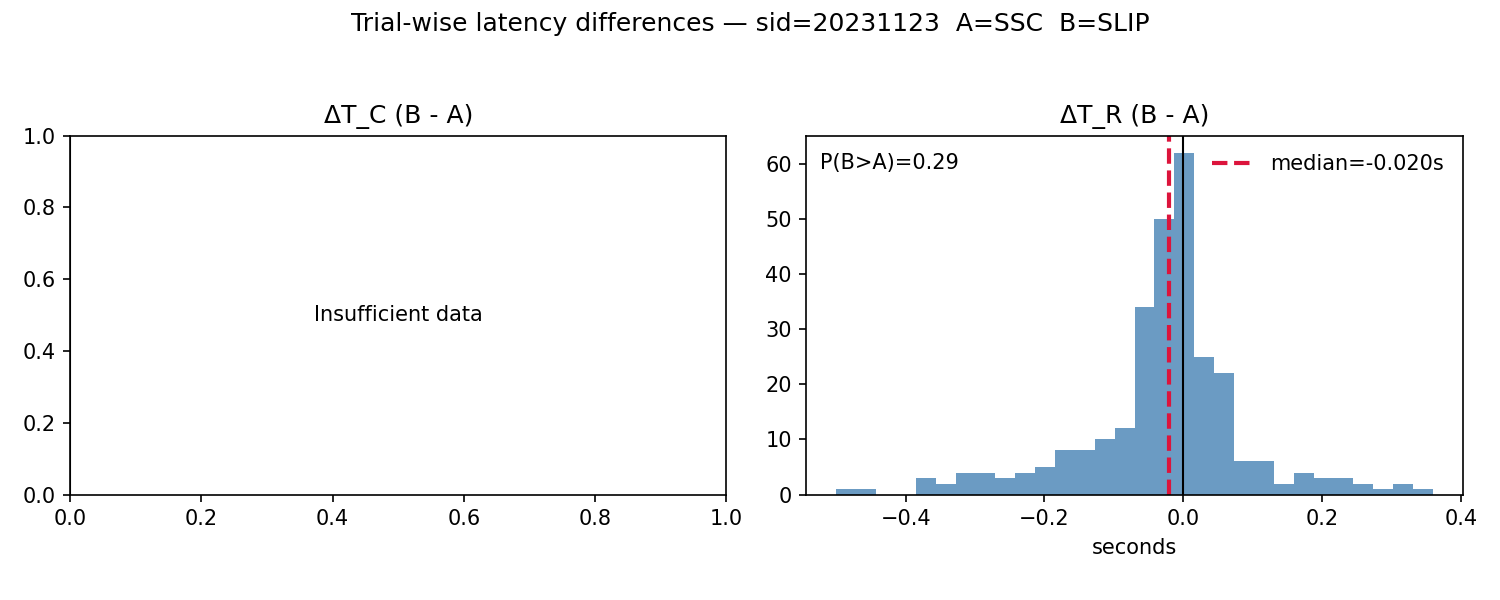 Trial-wise latency differences — sid=20231123  A=SSC  B=SLIP
ΔT_C (B - A)
1.0
0.8
0.6
0.4
0.2
0.0
Insufficient data
0.0 0.2 0.4 0.6 0.8 1.0
ΔT_R (B - A)
P(B>A)=0.29
median=-0.020s
60
50
40
30
20
10
0
−0.4 −0.2 0.0 0.2 0.4
seconds